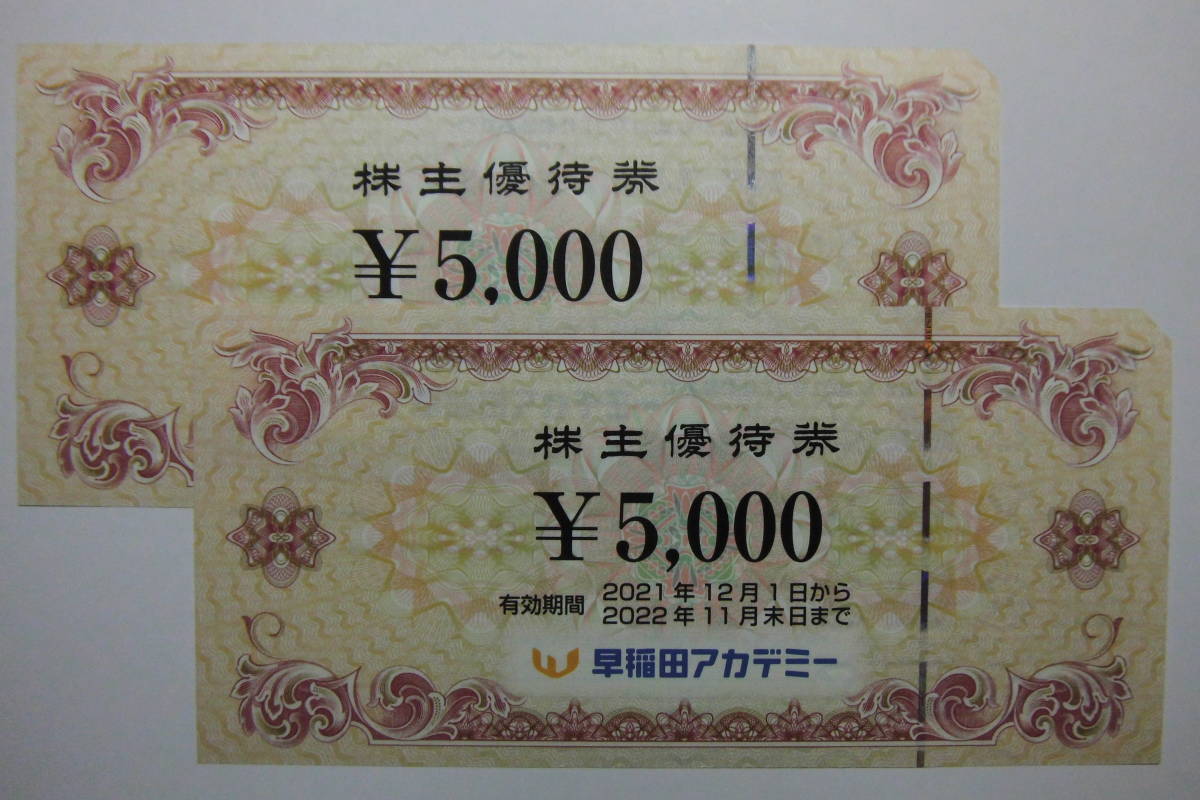 株主優待券
¥5,000
株主優待券
¥5,000
有効期間
2021年12月1日から
2022年11月末日まで
早稲田アカデミー